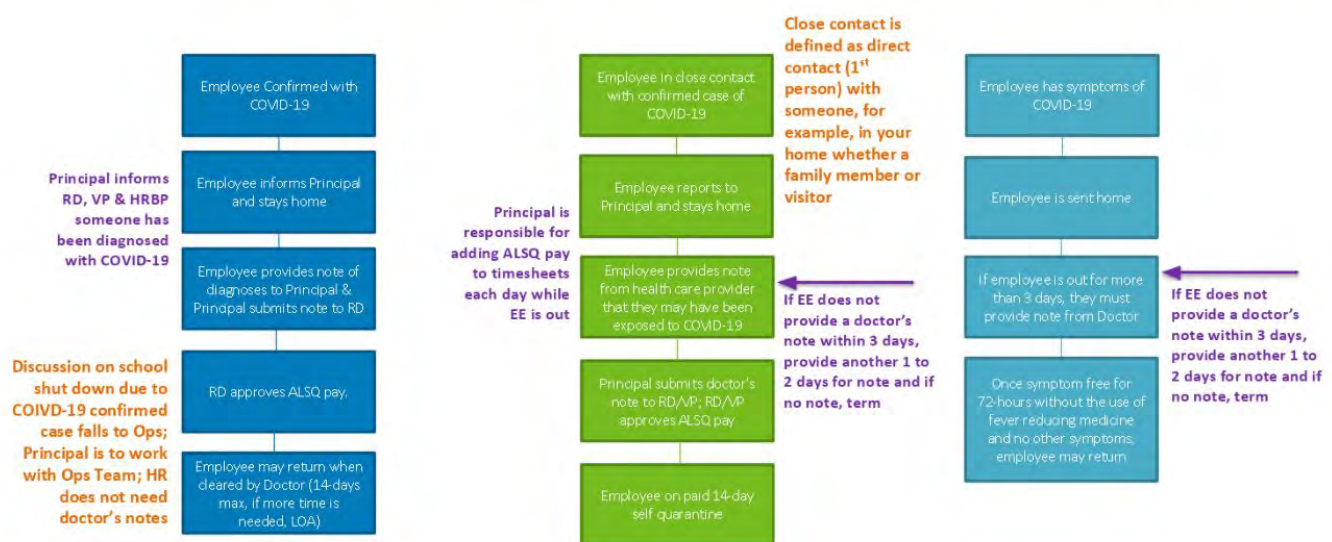 Employee Confirmed with
COVID-19
Principal informs
RD, VP & HRBP
someone has
been diagnosed
with COVID-19
Employee informs Principal
and stays home
Employee provides note of
diagnoses to Principal &
Principal submits note to RD
Discussion on school
shut down due to
COIVD-19 confirmed
case falls to Ops;
Principal is to work
with Ops Team; HR
does not need
doctor's notes
RD approves ALSQ pay.
Employee may return when
cleared by Doctor (14-days
max, if more time is
needed, LOA)
Employee in close contact
with confirmed case of
COVID-19
Close contact is
defined as direct
contact (1st
person) with
someone, for
example, in your
home whether a
family member or
visitor
Employee reports to
Principal and stays home
Principal is
responsible for
adding ALSQ pay
to timesheets
each day while
EE is out
Employee provides note
from health care provider
that they may have been
exposed to COVID-19
If EE does not
provide a doctor's
note within 3 days,
provide another 1 to
2 days for note and if
no note, term
Principal submits doctor's
note to RD/VP; RD/VP
approves ALSQ pay
Employee on paid 14-day
self quarantine
Employee has symptoms of
COVID-19
Employee is sent home
If employee is out for more
than 3 days, they must
provide note from Doctor
If EE does not
provide a doctor's
note within 3 days,
provide another 1 to
2 days for note and if
no note, term
Once symptom free for
72-hours without the use of
fever reducing medicine
and no other symptoms,
employee may return